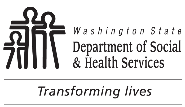 Washington State
Department of Social
& Health Services
Transforming lives